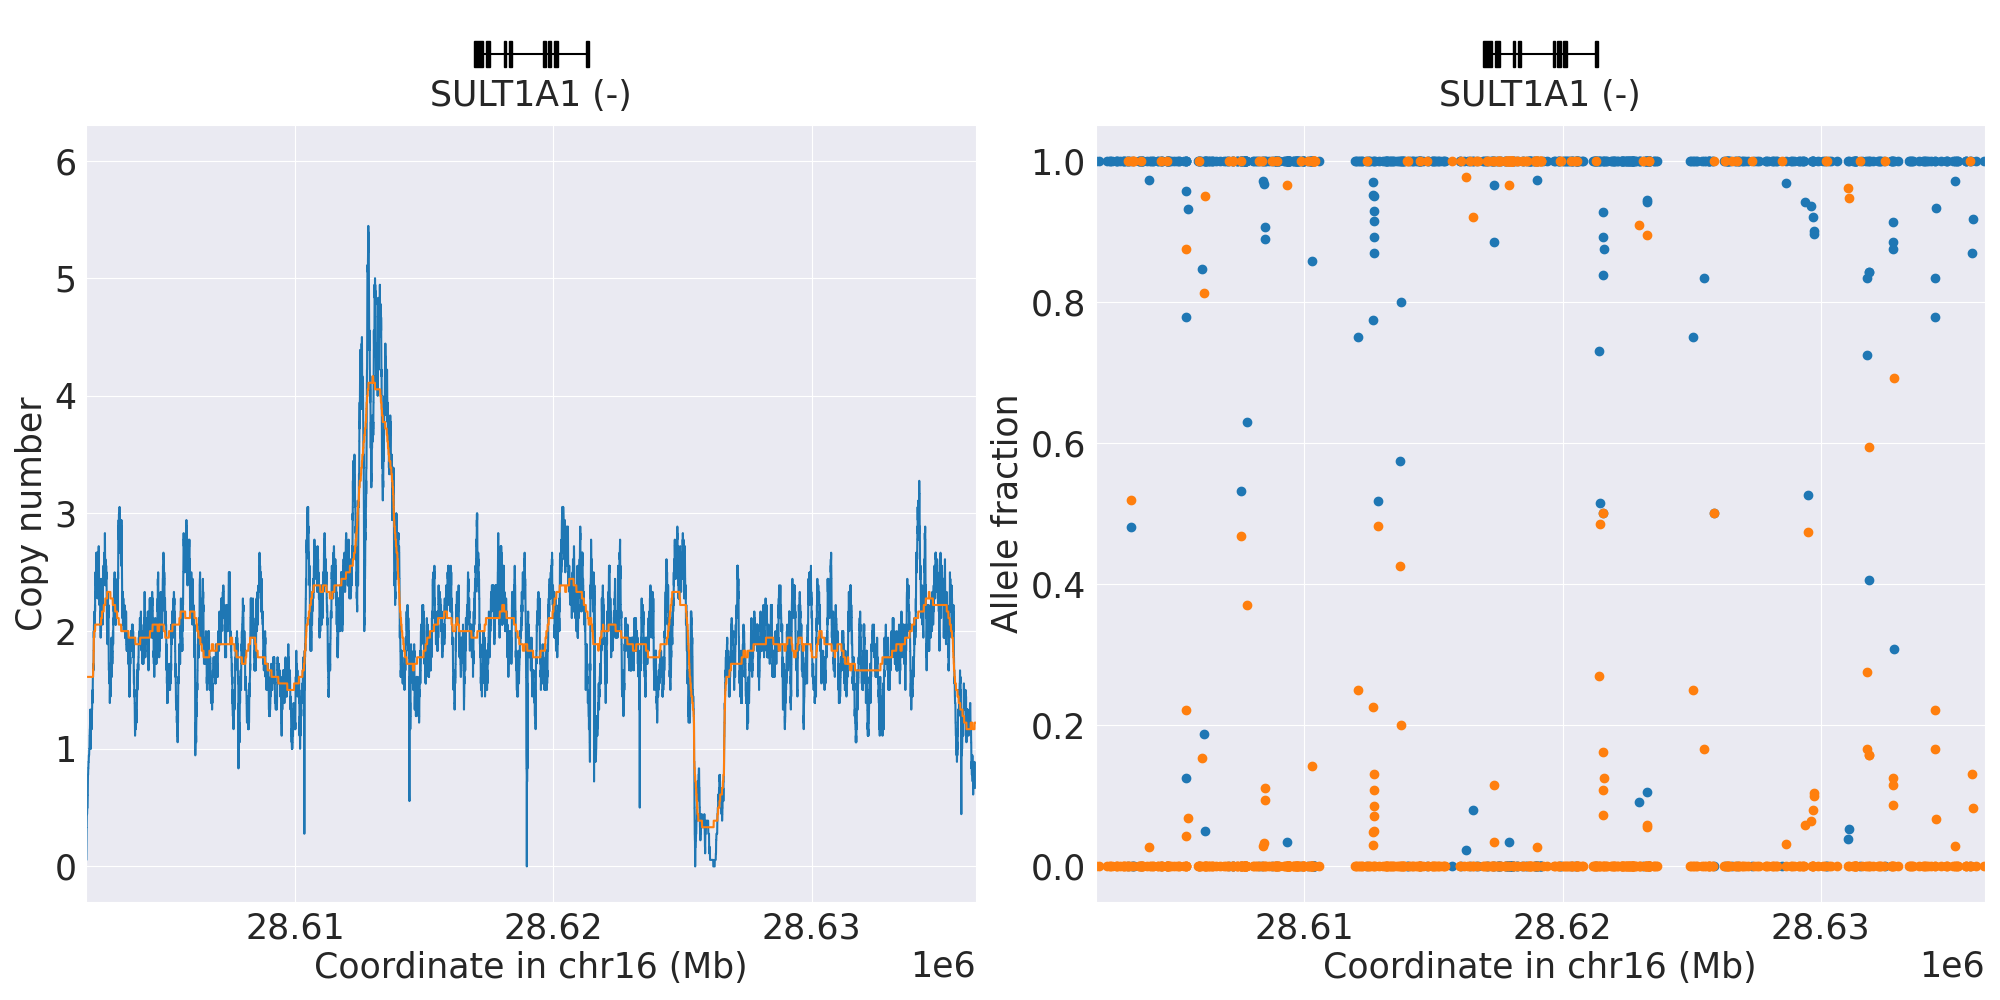 SULT1A1 (-)
6
5
4
3
2
1
0
Copy number
28.61
28.62
28.63
Coordinate in chr16 (Mb)
1e6
SULT1A1 (-)
1.0
0.8
0.6
0.4
0.2
0.0
Allele fraction
28.61
28.62
28.63
Coordinate in chr16 (Mb)
1e6